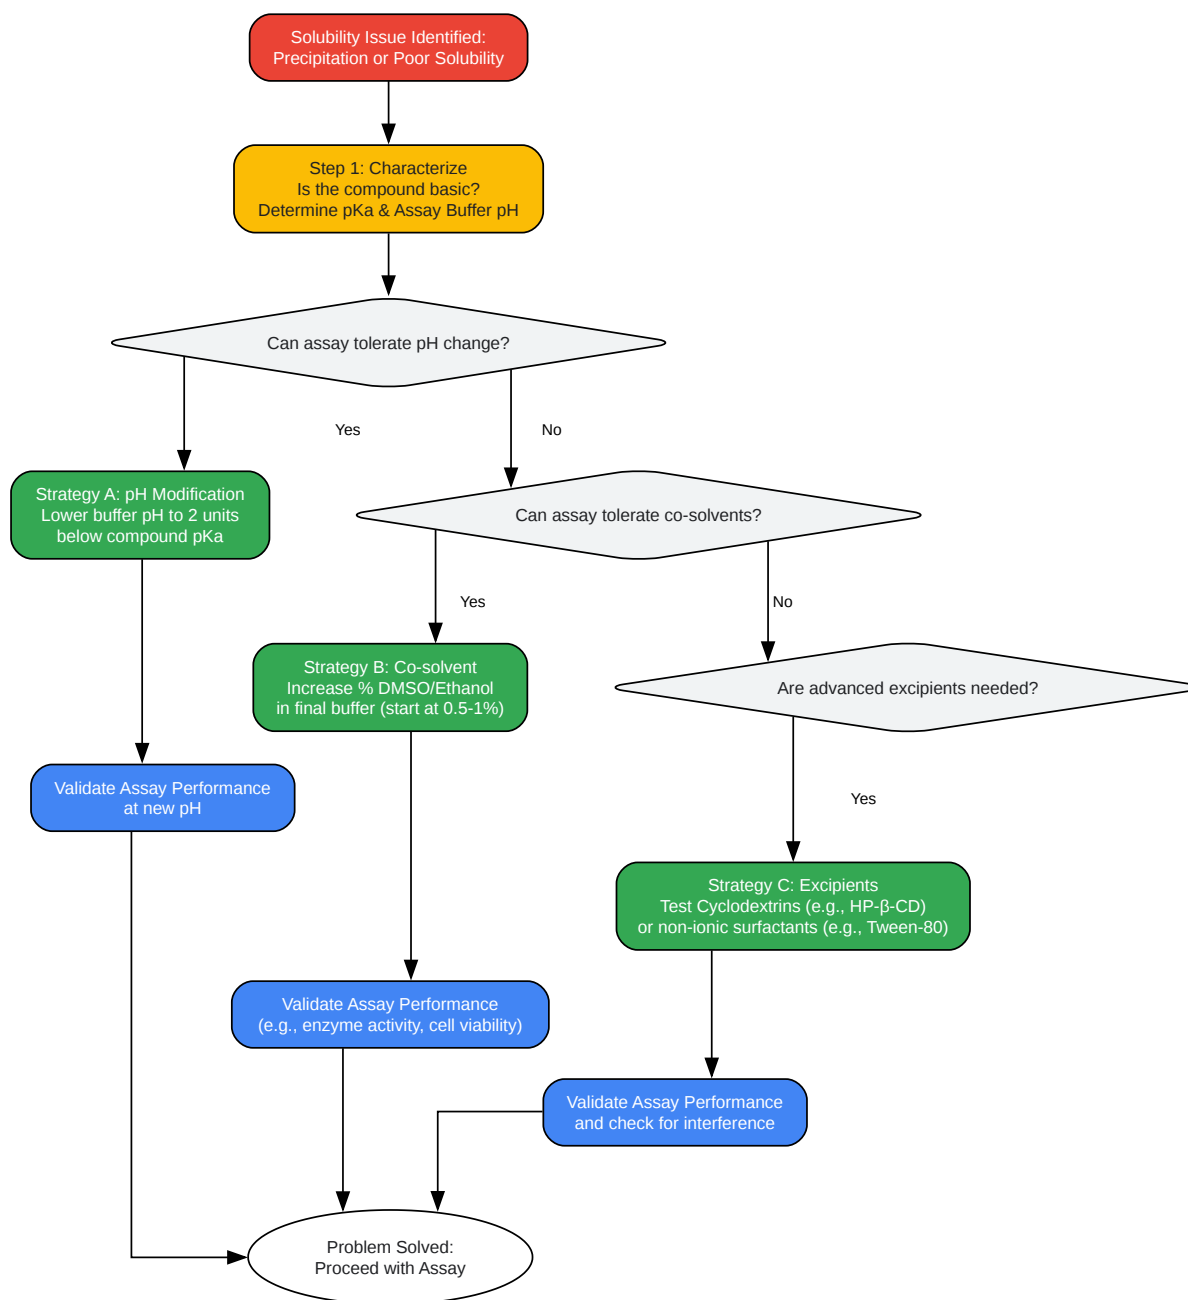 Solubility Issue Identified:
Precipitation or Poor Solubility
Step 1: Characterize
Is the compound basic?
Determine pKa & Assay Buffer pH
Can assay tolerate pH change?
Yes
No
Strategy A: pH Modification
Lower buffer pH to 2 units
below compound pKa
Can assay tolerate co-solvents?
Yes
No
Strategy B: Co-solvent
Increase % DMSO/Ethanol
in final buffer (start at 0.5-1%)
Are advanced excipients needed?
Validate Assay Performance
at new pH
Yes
Strategy C: Excipients
Test Cyclodextrins (e.g., HP-β-CD)
or non-ionic surfactants (e.g., Tween-80)
Validate Assay Performance
(e.g., enzyme activity, cell viability)
Validate Assay Performance
and check for interference
Problem Solved:
Proceed with Assay